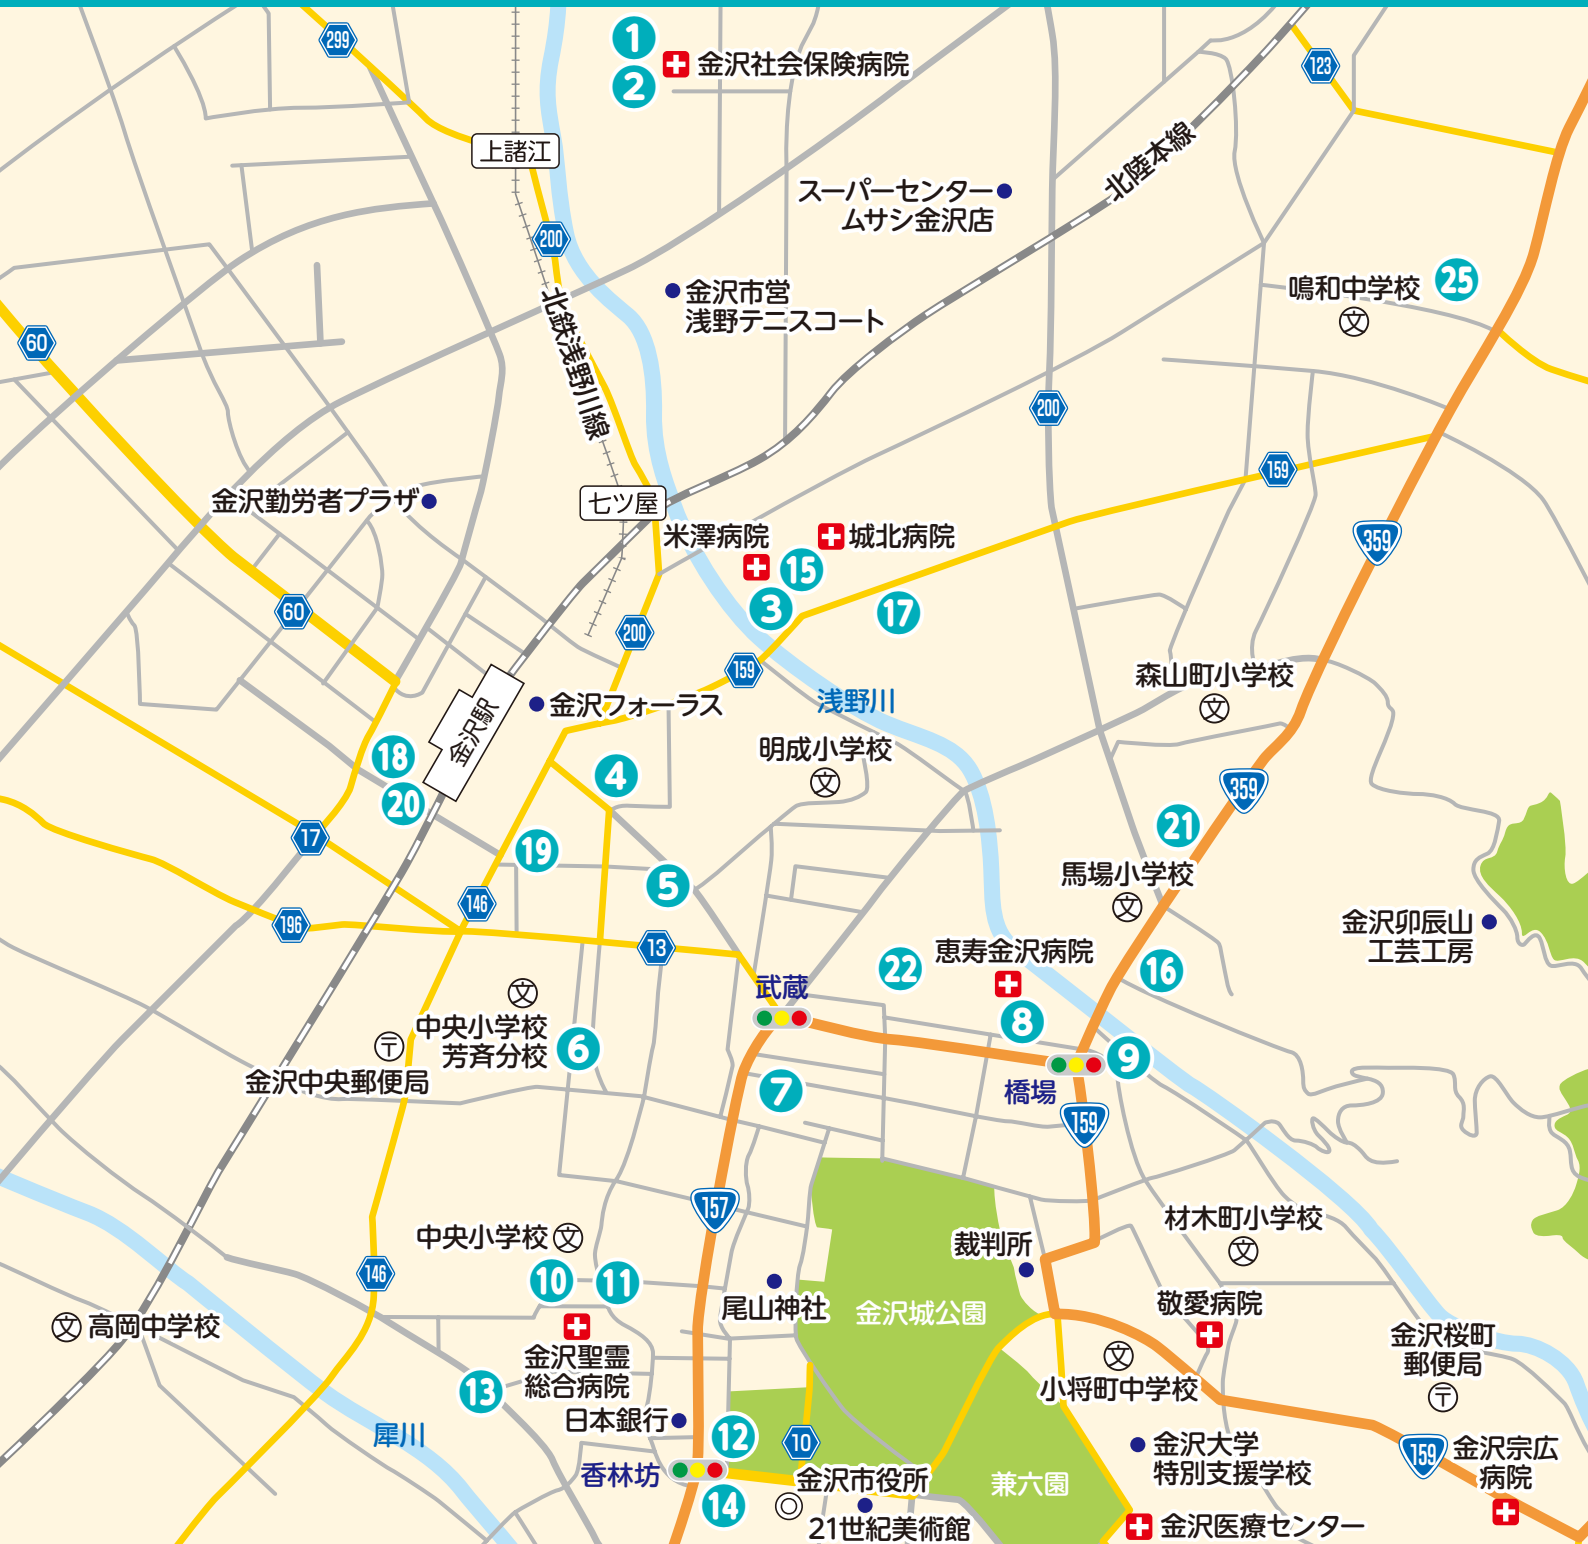 299
1
金沢社会保険病院
2
123
上諸江
北陸本線
スーパーセンター
ムサシ金沢店
200
金沢市営
浅野テニスコート
鳴和中学校
25
文
60
北鉄浅野川線
200
159
金沢勤労者プラザ
七ツ屋
米澤病院
城北病院
359
15
3
17
60
200
159
森山町小学校
文
金沢フォーラス
浅野川
金沢駅
明成小学校
文
18
4
359
20
17
19
21
5
馬場小学校
文
146
196
13
金沢卯辰山
工芸工房
恵寿金沢病院
22
16
武蔵
文
中央小学校
芳斉分校
6
〒
金沢中央郵便局
8
9
7
橋場
159
157
中央小学校
文
裁判所
材木町小学校
文
146
10
11
尾山神社
金沢城公園
敬愛病院
文
高岡中学校
金沢聖霊
総合病院
金沢桜町
郵便局
〒
文
小将町中学校
13
日本銀行
12
10
犀川
香林坊
14
金沢市役所
21世紀美術館
兼六園
金沢大学
特別支援学校
159
金沢宗広
病院
金沢医療センター